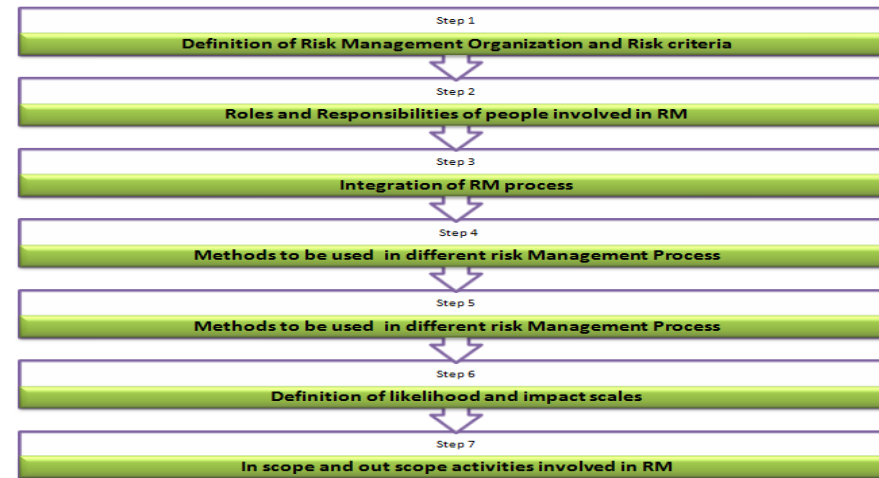 Step 1
Definition of Risk Management Organization and Risk criteria
Step 2
Roles and Responsibilities of people involved in RM
Step 3
Integration of RM process
Step 4
Methods to be used in different risk Management Process
Step 5
Methods to be used in different risk Management Process
Step 6
Definition of likelihood and impact scales
Step 7
In scope and out scope activities involved in RM